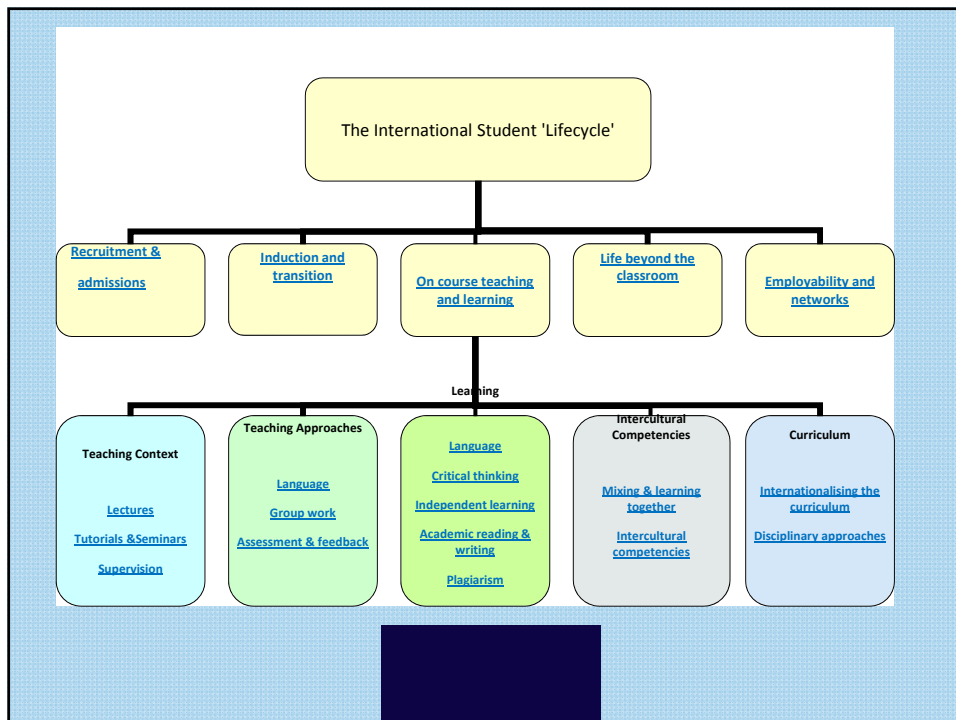 The International Student 'Lifecycle'
Recruitment &
admissions
Induction and
transition
On course teaching
and learning
Life beyond the
classroom
Employability and
networks
Teaching Context
Lectures
Tutorials &Seminars
Supervision
Teaching Approaches
Language
Group work
Assessment & feedback
Learning
Language
Critical thinking
Independent learning
Academic reading &
writing
Plagiarism
Intercultural
Competencies
Mixing & learning
together
Intercultural
competencies
Curriculum
Internationalising the
curriculum
Disciplinary approaches